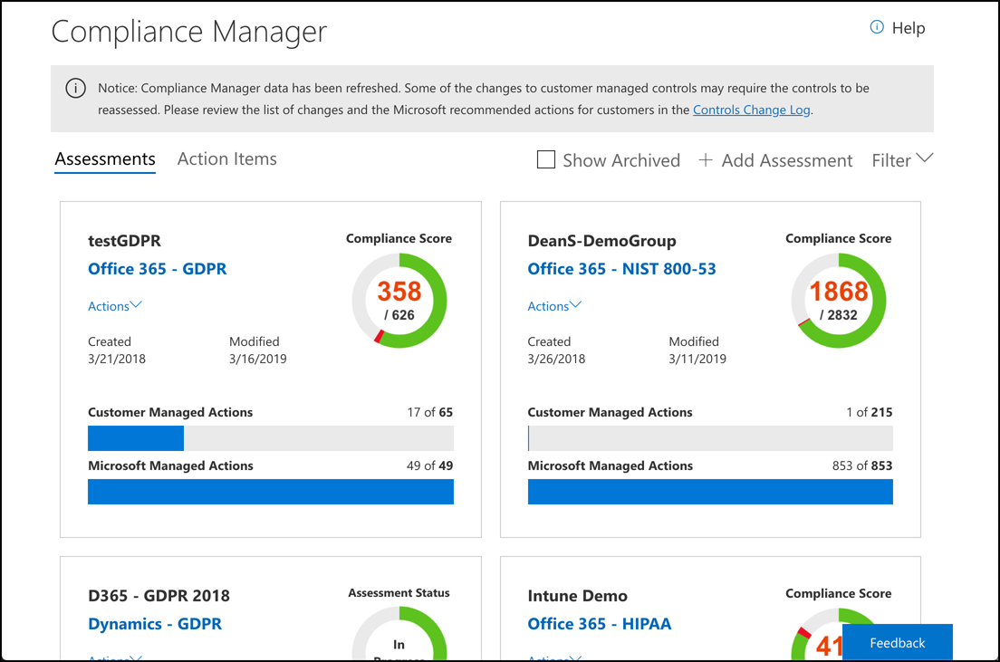 Compliance Manager
Help
Notice: Compliance Manager data has been refreshed. Some of the changes to customer managed controls may require the controls to be
reassessed. Please review the list of changes and the Microsoft recommended actions for customers in the Controls Change Log.
Assessments
Action Items
Show Archived
+ Add Assessment
Filter
testGDPR
Office 365 - GDPR
Actions
Created
3/21/2018
Modified
3/16/2019
Compliance Score
358
/ 626
Customer Managed Actions
17 of 65
Microsoft Managed Actions
49 of 49
DeanS-DemoGroup
Office 365 - NIST 800-53
Actions
Created
3/26/2018
Modified
3/11/2019
Compliance Score
1868
/ 2832
Customer Managed Actions
1 of 215
Microsoft Managed Actions
853 of 853
D365 - GDPR 2018
Dynamics - GDPR
Actions
Assessment Status
In
Progress
Intune Demo
Office 365 - HIPAA
Actions
Compliance Score
Feedback